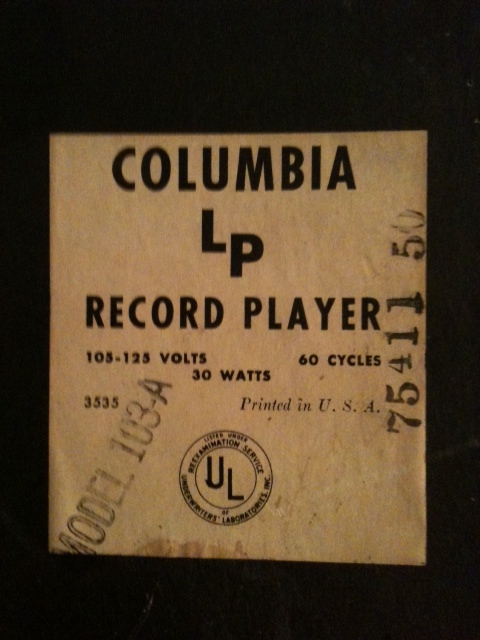 COLUMBIA
LP
RECORD PLAYER
105-125 VOLTS 60 CYCLES
30 WATTS
3535 Printed in U. S. A.
MODEL 103-A
75411 50
LISTED UNDER
REEXAMINATION SERVICE
UL
OF
UNDERWRITERS' LABORATORIES, INC.